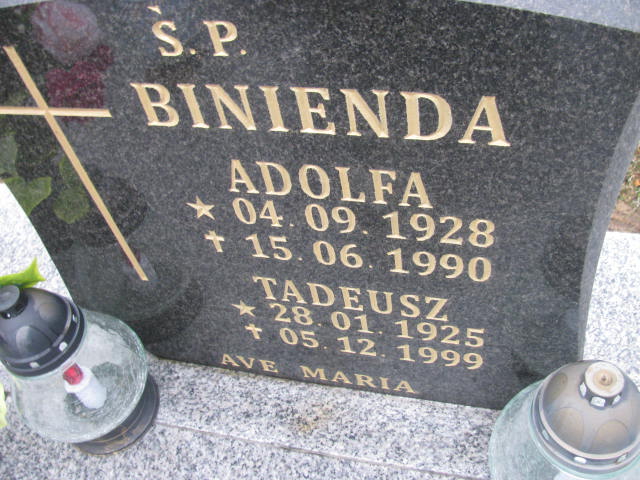 Ś.P.
BINIENDA
ADOLFA
★ 04.09.1928
✝ 15.06.1990
TADEUSZ
★ 28.01.1925
✝ 05.12.1999
AVE MARIA